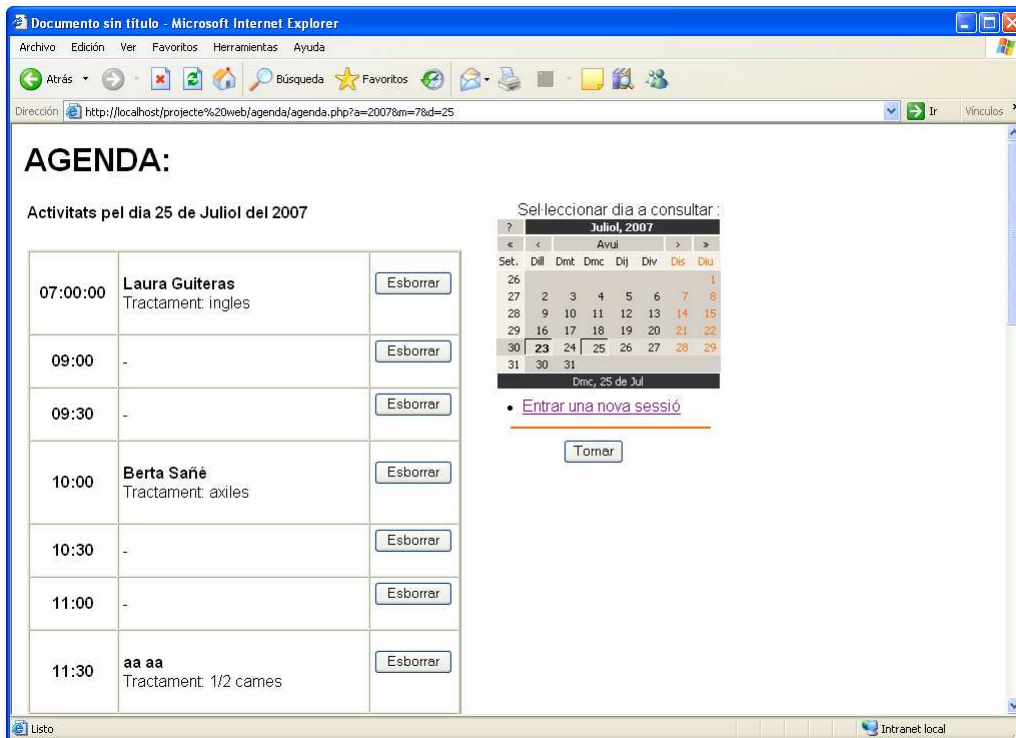 Documento sin título - Microsoft Internet Explorer
Archivo Edición Ver Favoritos Herramientas Ayuda
Atrás Búsqueda Favoritos
Dirección http://localhost/projecte%20web/agenda/agenda.php?a=2007&m=7&d=25 Ir Vínculos »
AGENDA:
Activitats pel dia 25 de Juliol del 2007
07:00:00 Laura Guiteras Esborrar
Tractament: ingles
09:00 - Esborrar
09:30 - Esborrar
10:00 Berta Sañé Esborrar
Tractament: axiles
10:30 - Esborrar
11:00 - Esborrar
11:30 aa aa Esborrar
Tractament: 1/2 cames
Sel·leccionar dia a consultar :
? Juliol, 2007
« ‹ Avui › »
Set. Dill Dmt Dmc Dij Div Dis Diu
26 1
27 2 3 4 5 6 7 8
28 9 10 11 12 13 14 15
29 16 17 18 19 20 21 22
30 23 24 25 26 27 28 29
31 30 31
Dmc, 25 de Jul
• Entrar una nova sessió
Tornar
Listo Intranet local